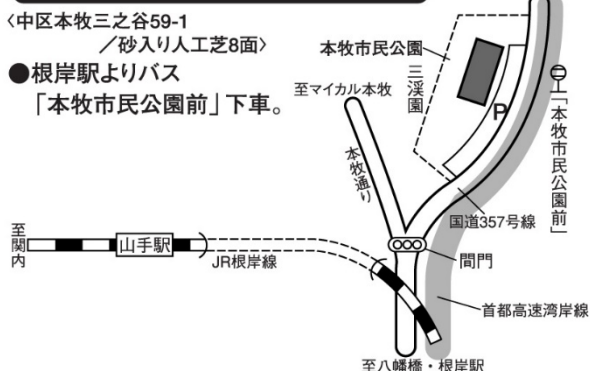 〈中区本牧三之谷59-1
／砂入り人工芝8面〉
●根岸駅よりバス
「本牧市民公園前」下車。
本牧市民公園
三溪園
至マイカル本牧
P
「本牧市民公園前」
本牧通り
国道357号線
至関内
山手駅
JR根岸線
間門
首都高速湾岸線
至八幡橋・根岸駅